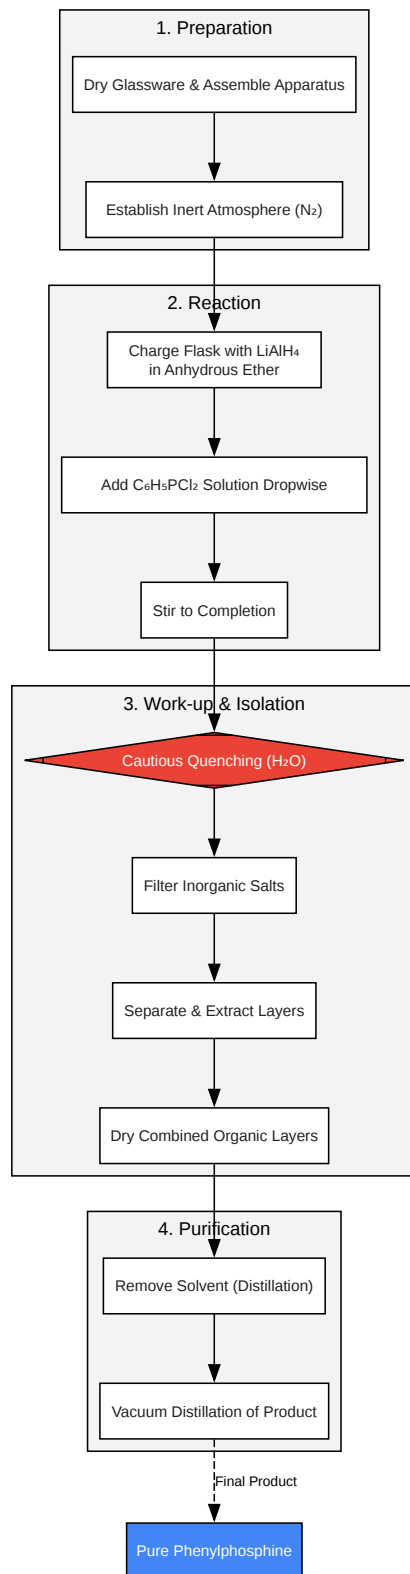 1. Preparation
Dry Glassware & Assemble Apparatus
Establish Inert Atmosphere (N₂)
2. Reaction
Charge Flask with LiAlH₄
in Anhydrous Ether
Add C₆H₅PCl₂ Solution Dropwise
Stir to Completion
3. Work-up & Isolation
Cautious Quenching (H₂O)
Filter Inorganic Salts
Separate & Extract Layers
Dry Combined Organic Layers
4. Purification
Remove Solvent (Distillation)
Vacuum Distillation of Product
Final Product
Pure Phenylphosphine